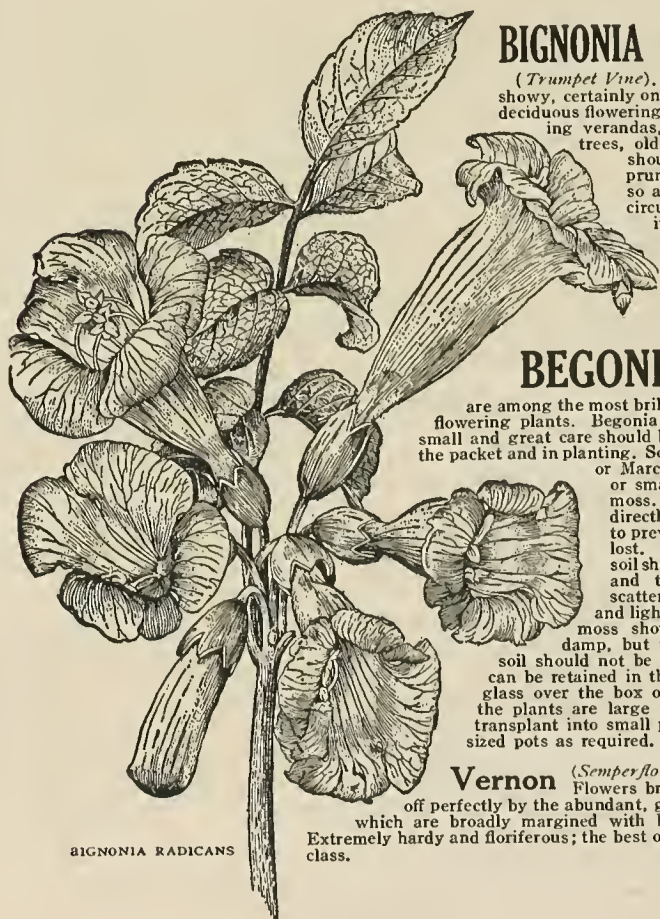 BIGNONIA
(Trumpet Vine).
showy, certainly on
deciduous flowering
ing verandas,
trees, old
shou
prun
so a
circu
i
BEGONI
are among the most bril
flowering plants. Begonia
small and great care should b
the packet and in planting. So
or Marc
or sma
moss.
directl
to prev
lost.
soil sh
and t
scatter
and ligh
moss sho
damp, but
soil should not be
can be retained in th
glass over the box o
the plants are large
transplant into small p
sized pots as required.
Vernon (Semperflo
Flowers br
off perfectly by the abundant, g
which are broadly margined with b
Extremely hardy and floriferous; the best o
class.
BIGNONIA RADICANS